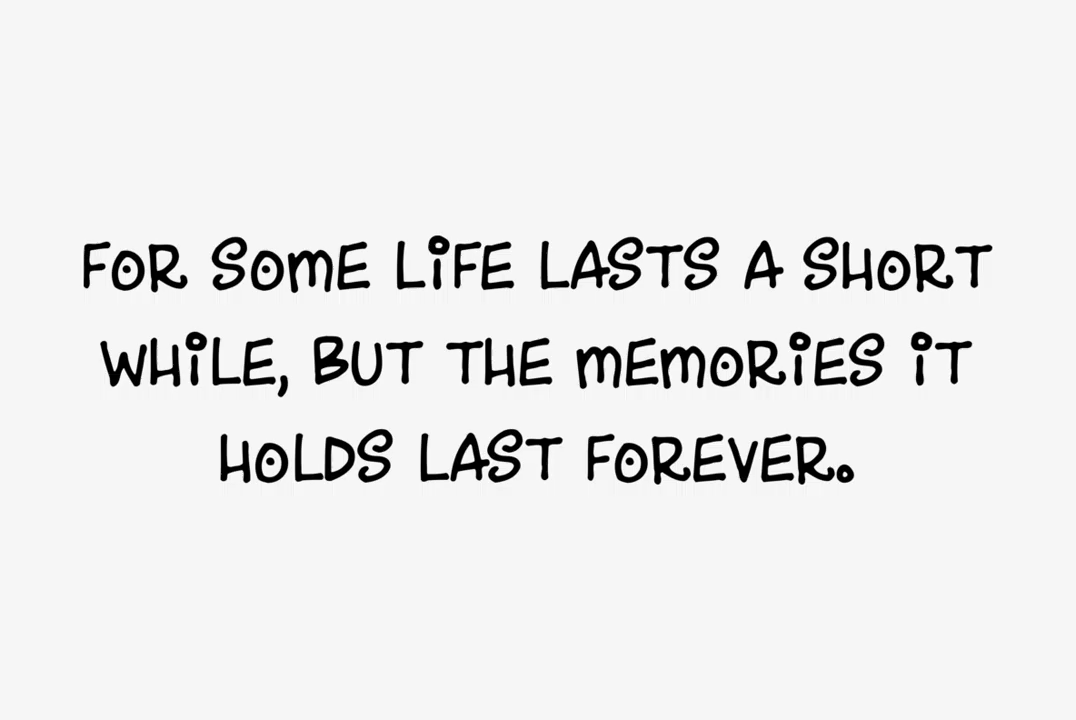 FOR SOME LiFE LASTS A SHORT
WHiLE, BUT THE mEmORiES iT
HOLDS LAST FOREVER.